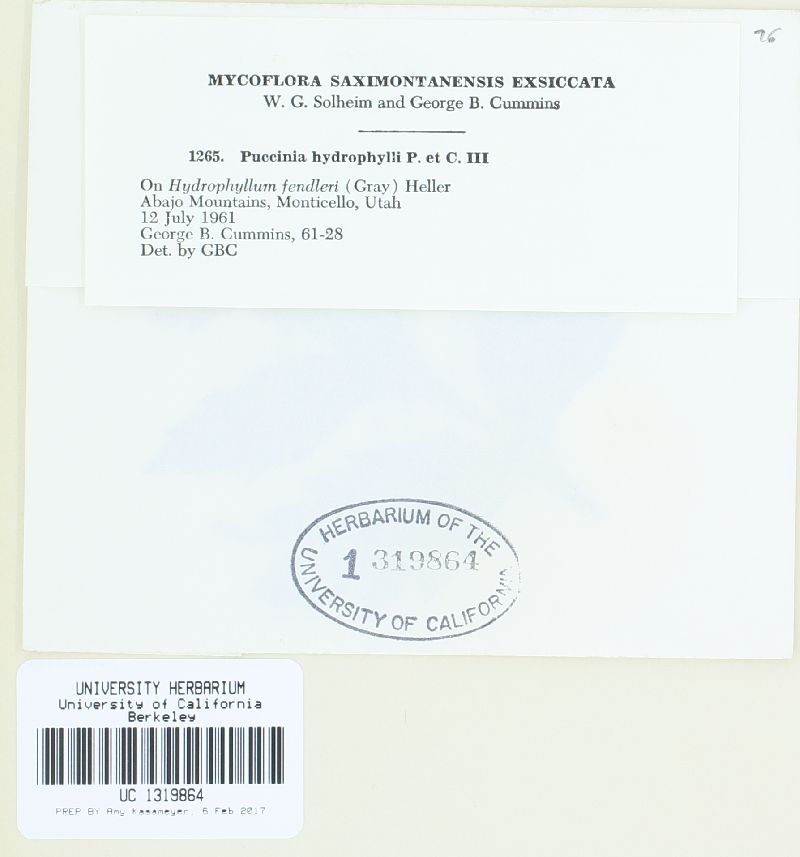 76
MYCOFLORA SAXIMONTANENSIS EXSICCATA
W. G. Solheim and George B. Cummins
1265. Puccinia hydrophylli P. et C. III
On Hydrophyllum fendleri (Gray) Heller
Abajo Mountains, Monticello, Utah
12 July 1961
George B. Cummins, 61-28
Det. by GBC
HERBARIUM OF THE
1 319864
UNIVERSITY OF CALIFORNIA
UNIVERSITY HERBARIUM
University of California
Berkeley
UC 1319864
PREP BY Amy Kasameyer, 6 Feb 2017